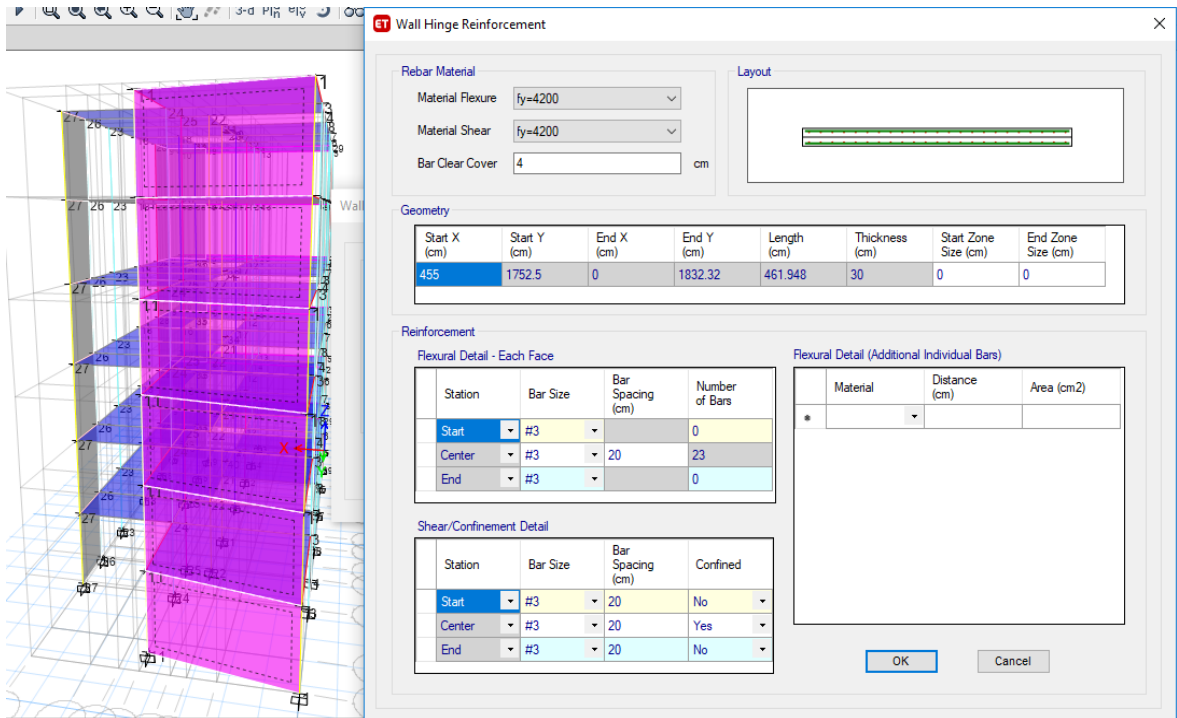 3-d
ET Wall Hinge Reinforcement
Rebar Material
Material Flexure fy=4200
Material Shear fy=4200
Bar Clear Cover 4 cm
Layout
Wall
Geometry
Start X (cm) Start Y (cm) End X (cm) End Y (cm) Length (cm) Thickness (cm) Start Zone Size (cm) End Zone Size (cm)
455 1752.5 0 1832.32 461.948 30 0 0
Reinforcement
Flexural Detail - Each Face
Station Bar Size Bar Spacing (cm) Number of Bars
Start #3 0
Center #3 20 23
End #3 0
Flexural Detail (Additional Individual Bars)
Material Distance (cm) Area (cm2)
Shear/Confinement Detail
Station Bar Size Bar Spacing (cm) Confined
Start #3 20 No
Center #3 20 Yes
End #3 20 No
OK Cancel
27 26 23
X
Z